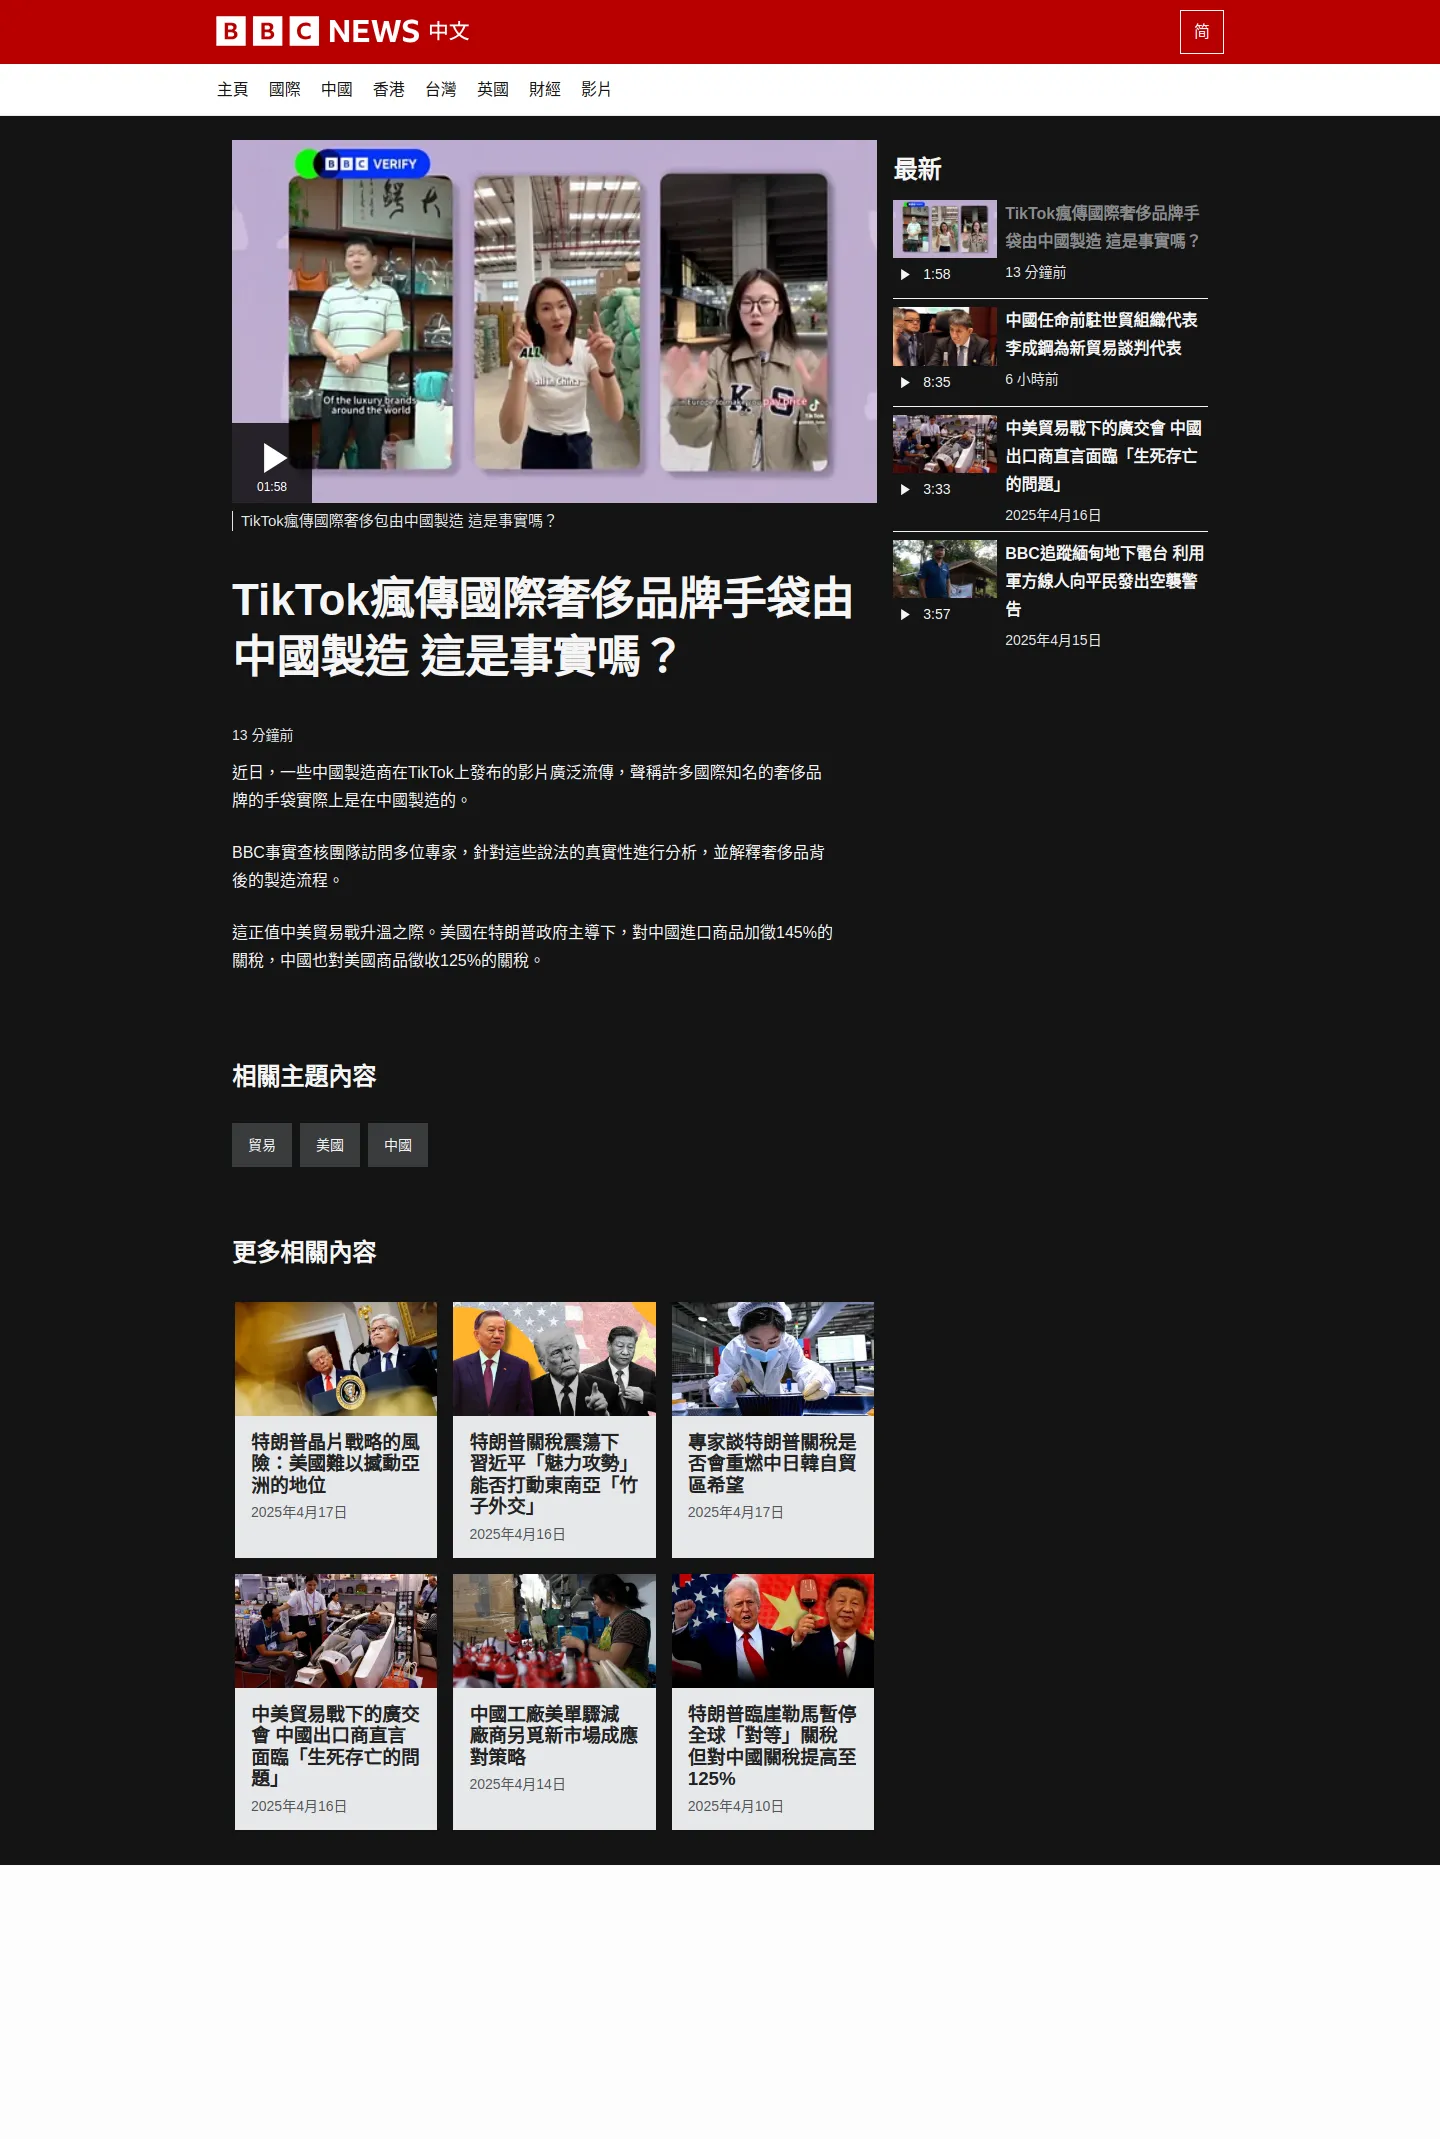 BBC NEWS 中文
简
主頁 國際 中國 香港 台灣 英國 財經 影片
BBC VERIFY
Of the luxury brands
around the world
ALL
all in China
in Europe to make you pay price
TikTok
01:58
TikTok瘋傳國際奢侈包由中國製造 這是事實嗎？
TikTok瘋傳國際奢侈品牌手袋由
中國製造 這是事實嗎？
13 分鐘前
近日，一些中國製造商在TikTok上發布的影片廣泛流傳，聲稱許多國際知名的奢侈品
牌的手袋實際上是在中國製造的。
BBC事實查核團隊訪問多位專家，針對這些說法的真實性進行分析，並解釋奢侈品背
後的製造流程。
這正值中美貿易戰升溫之際。美國在特朗普政府主導下，對中國進口商品加徵145%的
關稅，中國也對美國商品徵收125%的關稅。
最新
TikTok瘋傳國際奢侈品牌手
袋由中國製造 這是事實嗎？
1:58
13 分鐘前
中國任命前駐世貿組織代表
李成鋼為新貿易談判代表
8:35
6 小時前
中美貿易戰下的廣交會 中國
出口商直言面臨「生死存亡
的問題」
3:33
2025年4月16日
BBC追蹤緬甸地下電台 利用
軍方線人向平民發出空襲警
告
3:57
2025年4月15日
相關主題內容
貿易 美國 中國
更多相關內容
特朗普晶片戰略的風
險：美國難以撼動亞
洲的地位
2025年4月17日
特朗普關稅震蕩下
習近平「魅力攻勢」
能否打動東南亞「竹
子外交」
2025年4月16日
專家談特朗普關稅是
否會重燃中日韓自貿
區希望
2025年4月17日
中美貿易戰下的廣交
會 中國出口商直言
面臨「生死存亡的問
題」
2025年4月16日
中國工廠美單驟減
廠商另覓新市場成應
對策略
2025年4月14日
特朗普臨崖勒馬暫停
全球「對等」關稅
但對中國關稅提高至
125%
2025年4月10日